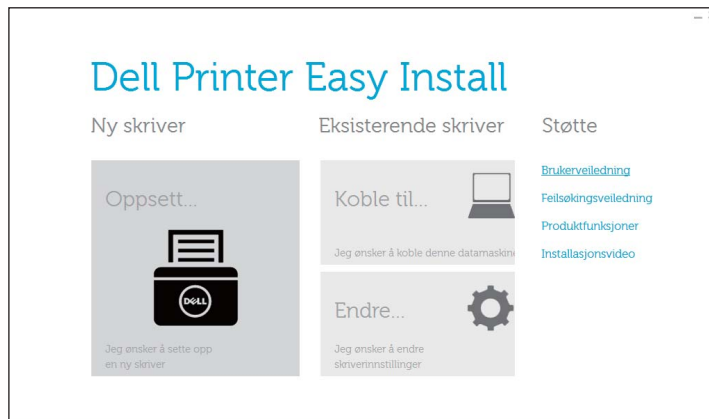 Dell Printer Easy Install
Ny skriver
Eksisterende skriver
Støtte
Oppsett...
DELL
Jeg ønsker å sette opp
en ny skriver
Koble til...
Jeg ønsker å koble denne datamaskine
Endre...
Jeg ønsker å endre
skriverinnstillinger
Brukerveiledning
Feilsøkingsveiledning
Produktfunksjoner
Installasjonsvideo